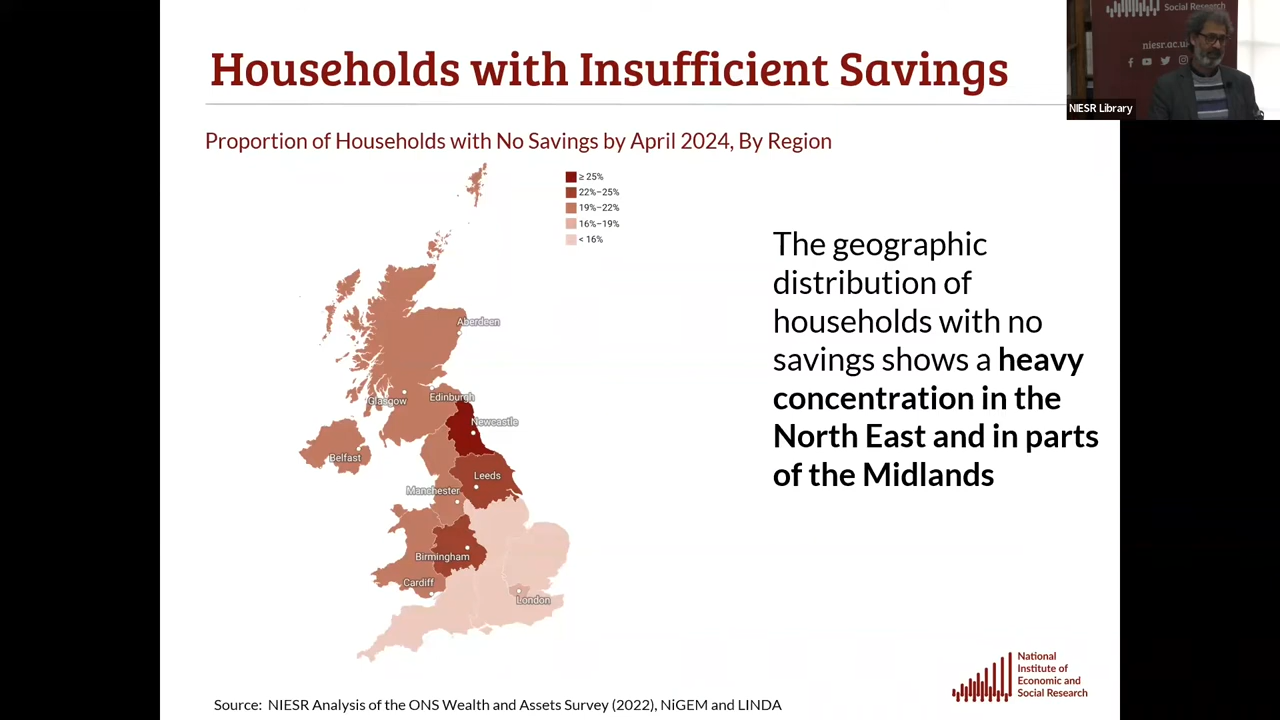 Households with Insufficient Savings
Social Research
niesr.ac.u
NIESR Library
Proportion of Households with No Savings by April 2024, By Region
≥ 25%
22%–25%
19%–22%
16%–19%
< 16%
Aberdeen
Glasgow
Edinburgh
Newcastle
Belfast
Leeds
Manchester
Birmingham
Cardiff
London
The geographic
distribution of
households with no
savings shows a heavy
concentration in the
North East and in parts
of the Midlands
National
Institute of
Economic and
Social Research
Source: NIESR Analysis of the ONS Wealth and Assets Survey (2022), NiGEM and LINDA